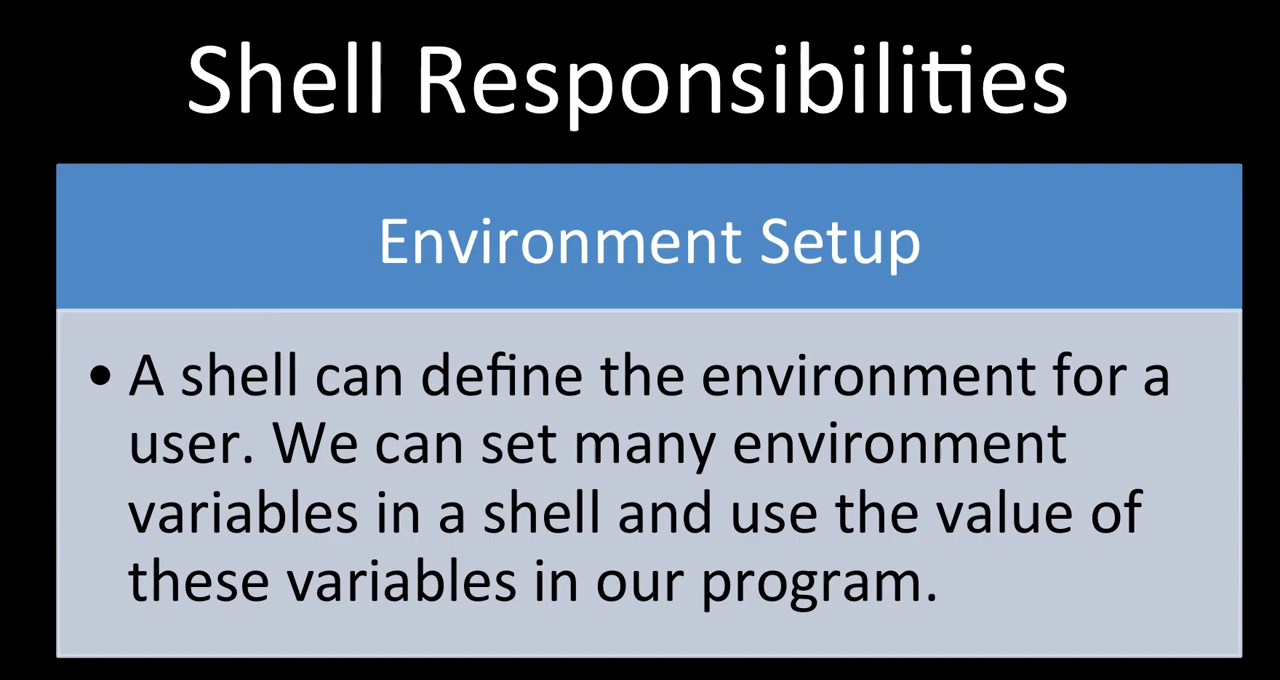 Shell Responsibilities
Environment Setup
• A shell can define the environment for a
user. We can set many environment
variables in a shell and use the value of
these variables in our program.